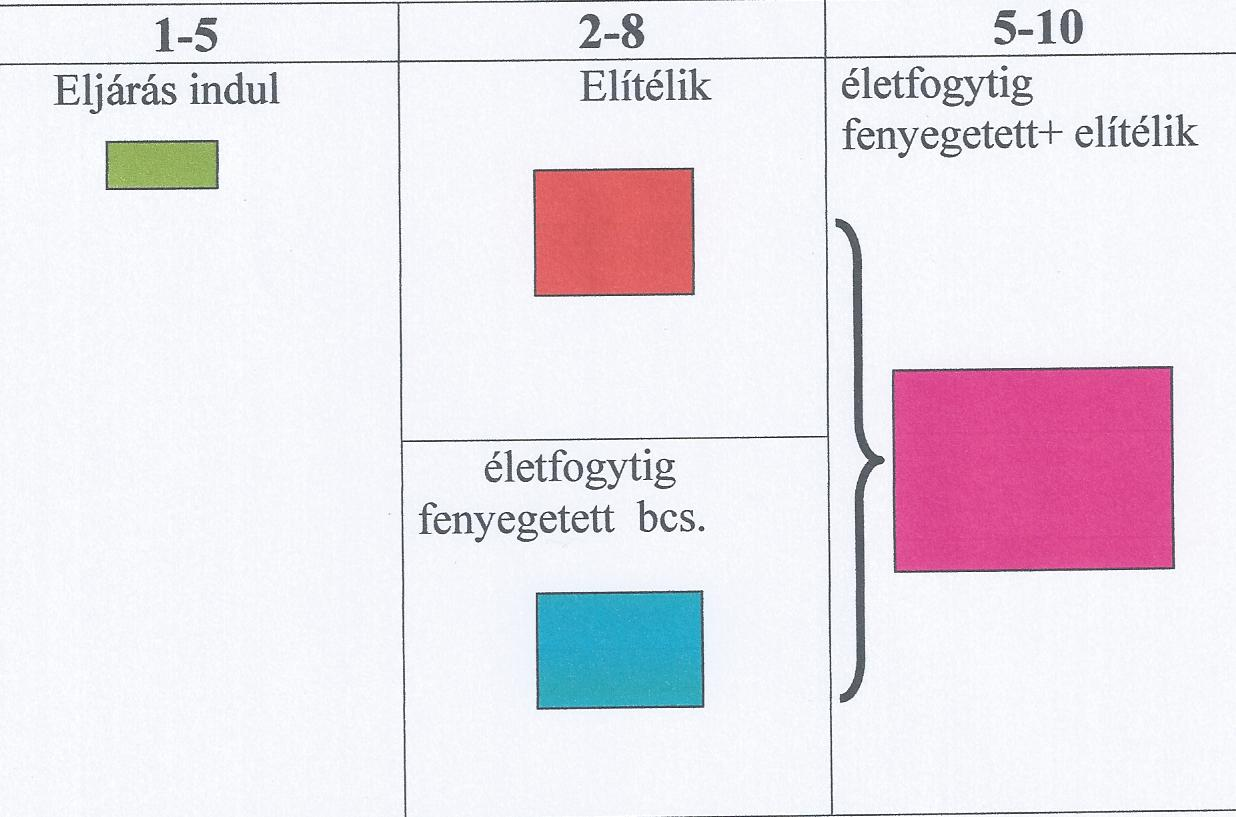 1-5
2-8
5-10
Eljárás indul
Elítélik
életfogytig
fenyegetett bcs.
életfogytig
fenyegetett+ elítélik